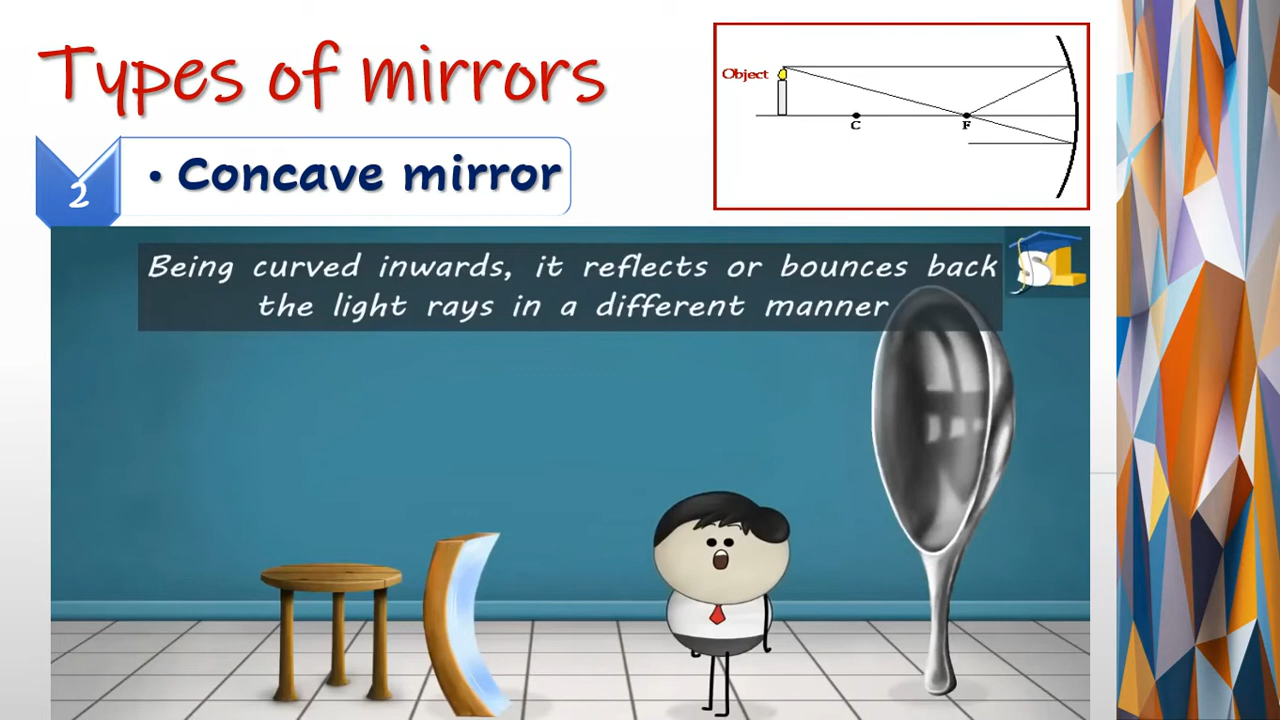 Types of mirrors
Object
C
F
2
• Concave mirror
Being curved inwards, it reflects or bounces back
the light rays in a different manner
SL